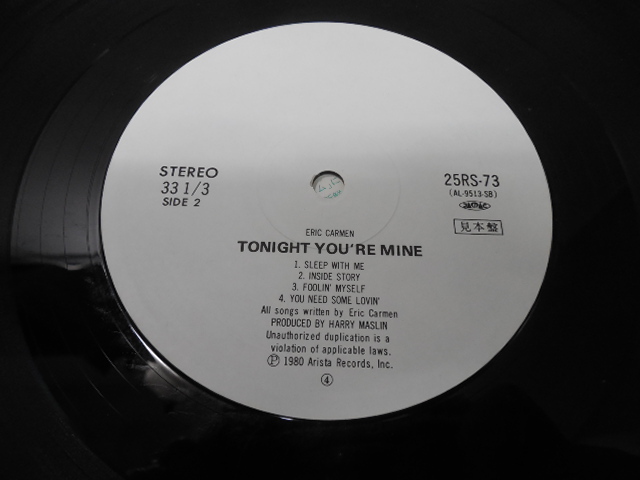 STEREO
33 1/3
SIDE 2
25RS-73
(AL-9513-SB)
見本盤
ERIC CARMEN
TONIGHT YOU'RE MINE
1. SLEEP WITH ME
2. INSIDE STORY
3. FOOLIN' MYSELF
4. YOU NEED SOME LOVIN'
All songs written by Eric Carmen
PRODUCED BY HARRY MASLIN
Unauthorized duplication is a
violation of applicable laws.
Ⓟ 1980 Arista Records, Inc.
④